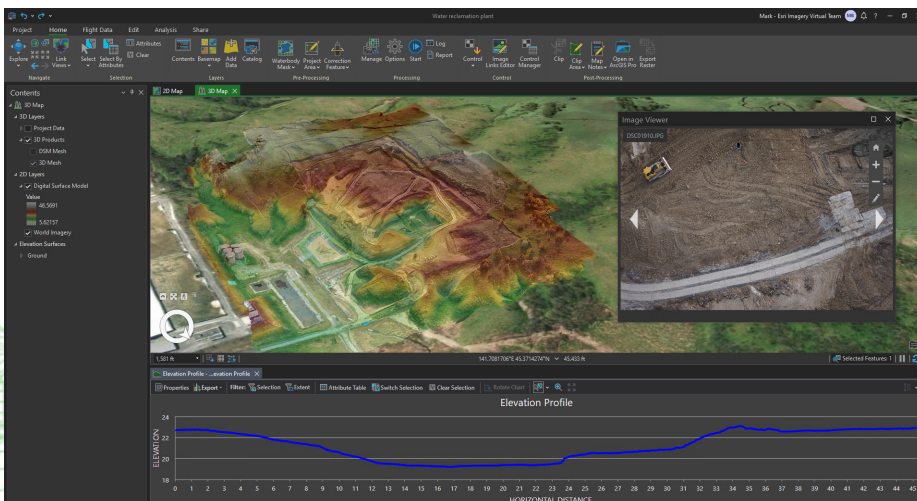 Water reclamation plant
Mark - Esri Imagery Virtual Team
MB
?
Project Home Flight Data Edit Analysis Share
Explore
Link Views
Select
Select By Attributes
Attributes
Clear
Contents
Basemap
Add Data
Catalog
Waterbody Mask
Project Area
Correction Feature
Manage
Options
Start
Log
Report
Control
Image Links Editor
Control Manager
Clip
Clip Area
Map Notes
Open in ArcGIS Pro
Export Raster
Navigate Selection Layers Pre-Processing Processing Control Post-Processing
Contents
3D Map
3D Layers
Project Data
3D Products
DSM Mesh
3D Mesh
2D Layers
Digital Surface Model
Value
46.5691
5.62157
World Imagery
Elevation Surfaces
Ground
2D Map 3D Map
Image Viewer
DSC01910.JPG
1,581 ft
141.7081706°E 45.3714274°N 45.433 ft
Selected Features: 1
Elevation Profile - ...evation Profile
Properties Export Filter: Selection Extent Attribute Table Switch Selection Clear Selection Rotate Chart
Elevation Profile
ELEVATION
24
22
20
18
0 1 2 3 4 5 6 7 8 9 10 11 12 13 14 15 16 17 18 19 20 21 22 23 24 25 26 27 28 29 30 31 32 33 34 35 36 37 38 39 40 41 42 43 44 45
HORIZONTAL DISTANCE